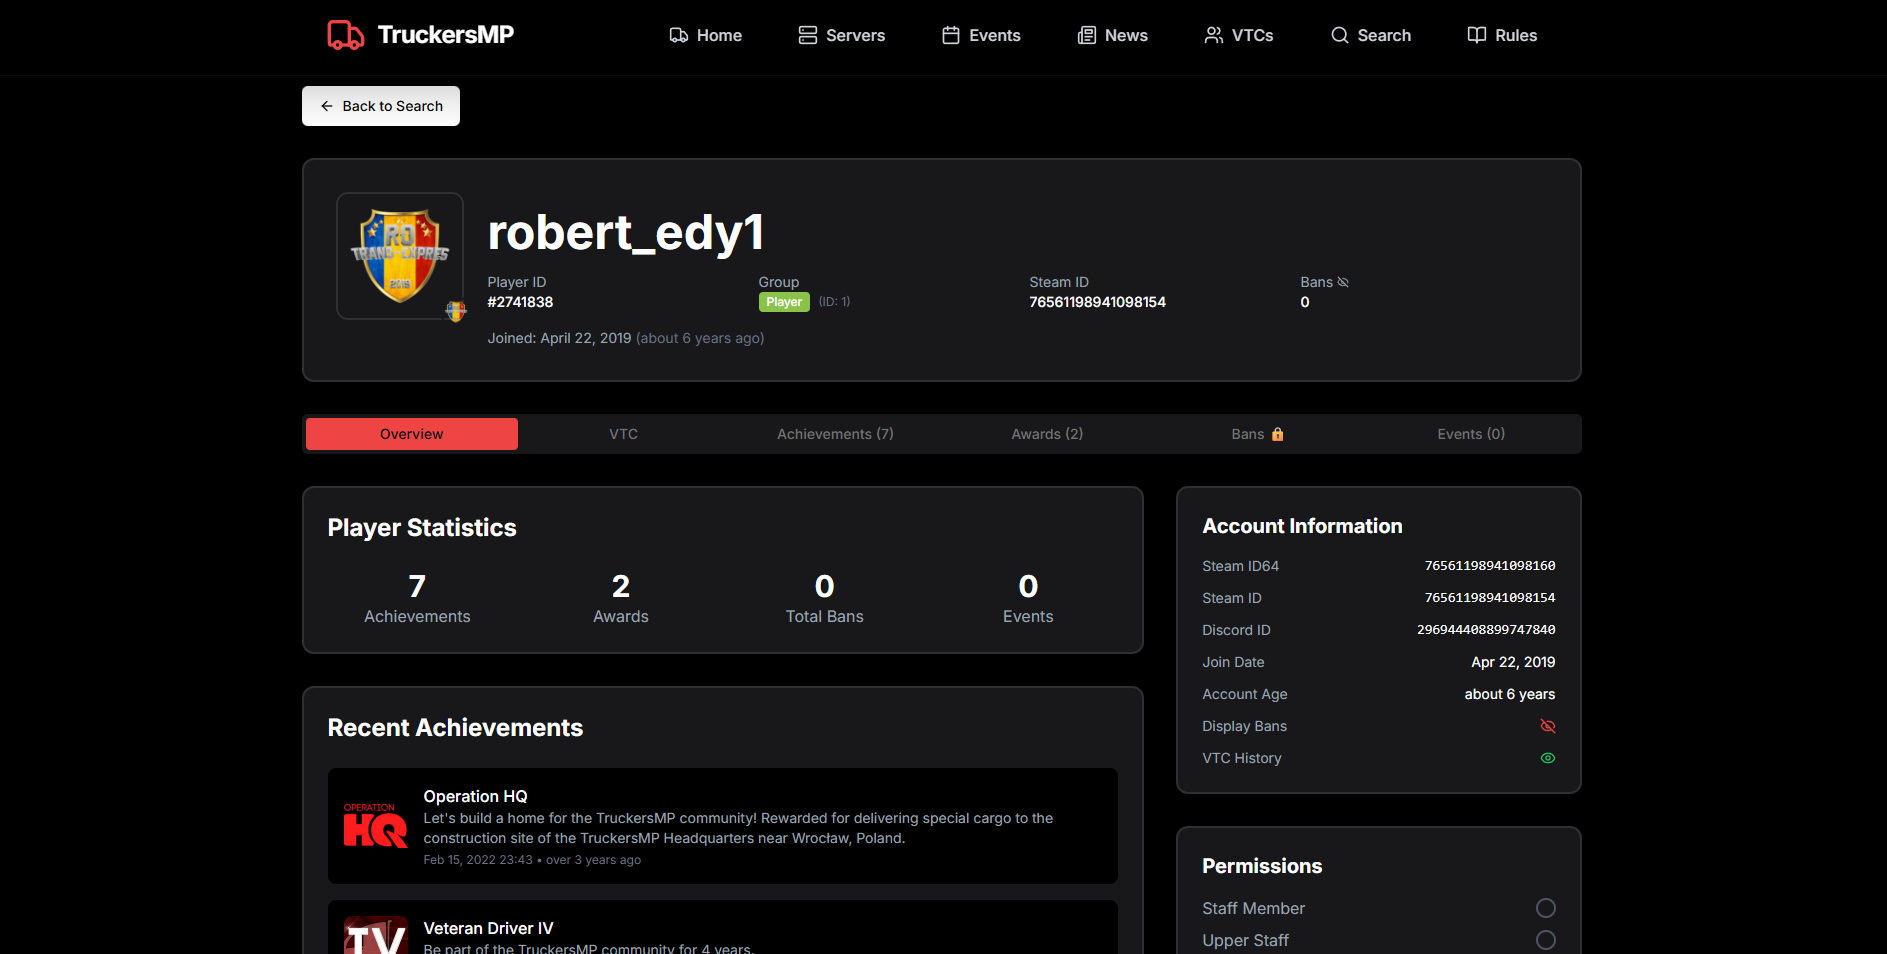 TruckersMP
Home
Servers
Events
News
VTCs
Search
Rules
Back to Search
RO
TRANS-EXPRES
2019
robert_edy1
Player ID
#2741838
Group
Player (ID: 1)
Steam ID
76561198941098154
Bans
0
Joined: April 22, 2019 (about 6 years ago)
Overview
VTC
Achievements (7)
Awards (2)
Bans
Events (0)
Player Statistics
7
Achievements
2
Awards
0
Total Bans
0
Events
Recent Achievements
OPERATION
HQ
Operation HQ
Let's build a home for the TruckersMP community! Rewarded for delivering special cargo to the
construction site of the TruckersMP Headquarters near Wrocław, Poland.
Feb 15, 2022 23:43 • over 3 years ago
IV
Veteran Driver IV
Be part of the TruckersMP community for 4 years.
Account Information
Steam ID64 76561198941098160
Steam ID 76561198941098154
Discord ID 296944408899747840
Join Date Apr 22, 2019
Account Age about 6 years
Display Bans
VTC History
Permissions
Staff Member
Upper Staff